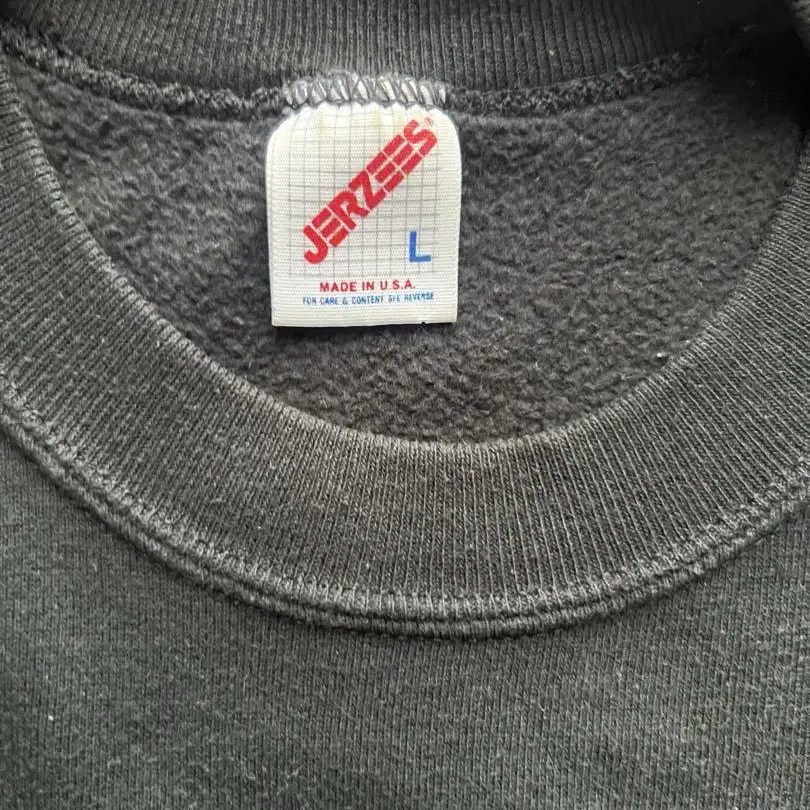 JERZEES®
L
MADE IN U.S.A.
FOR CARE & CONTENT SEE REVERSE